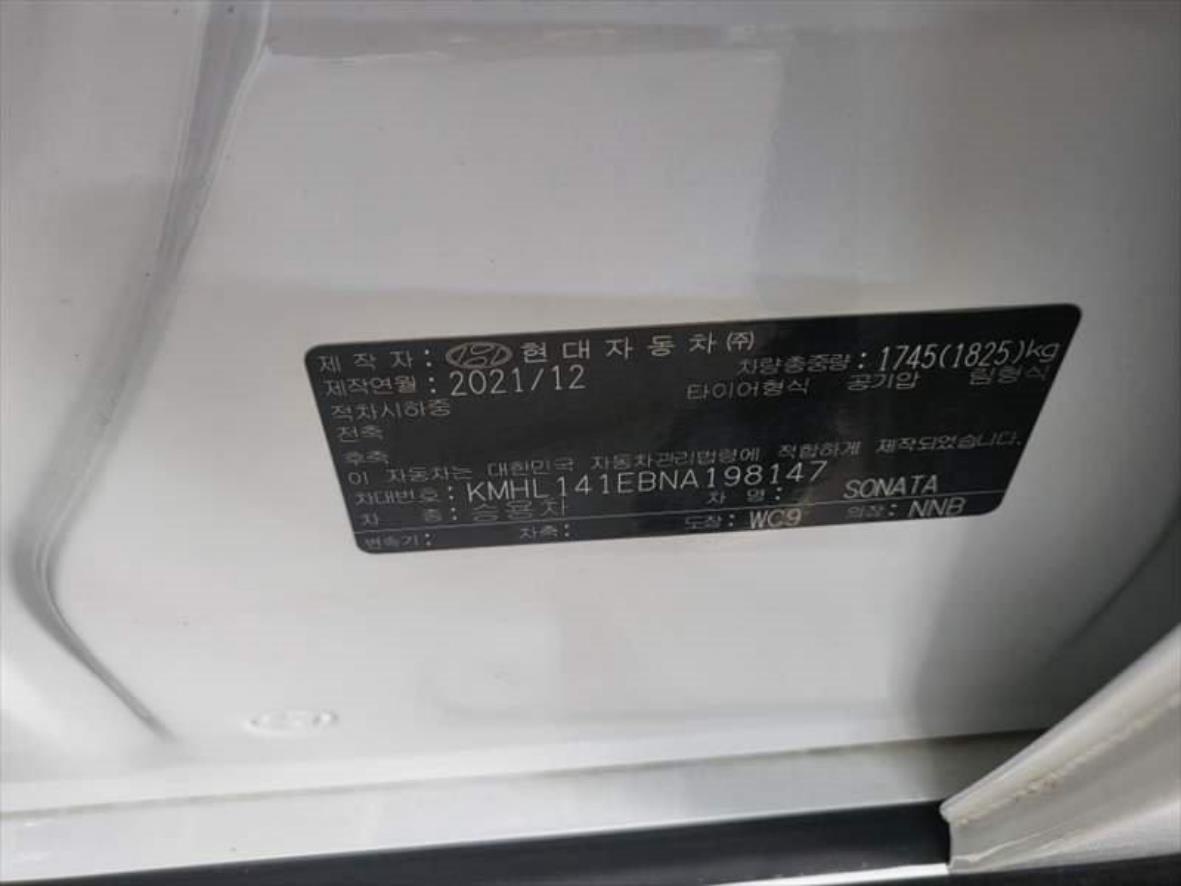 제 작 자 : 현대자동차㈜
제작연월 : 2021/12
차량총중량 : 1745(1825)kg
적차시하중
타이어형식 공기압 림형식
전축
후축
이 자동차는 대한민국 자동차관리법령에 적합하게 제작되었습니다.
차대번호 : KMHL141EBNA198147
차 종 : 승용차 차 명 : SONATA
변속기 : 차축 : 도장 : WC9 의장 : NNB